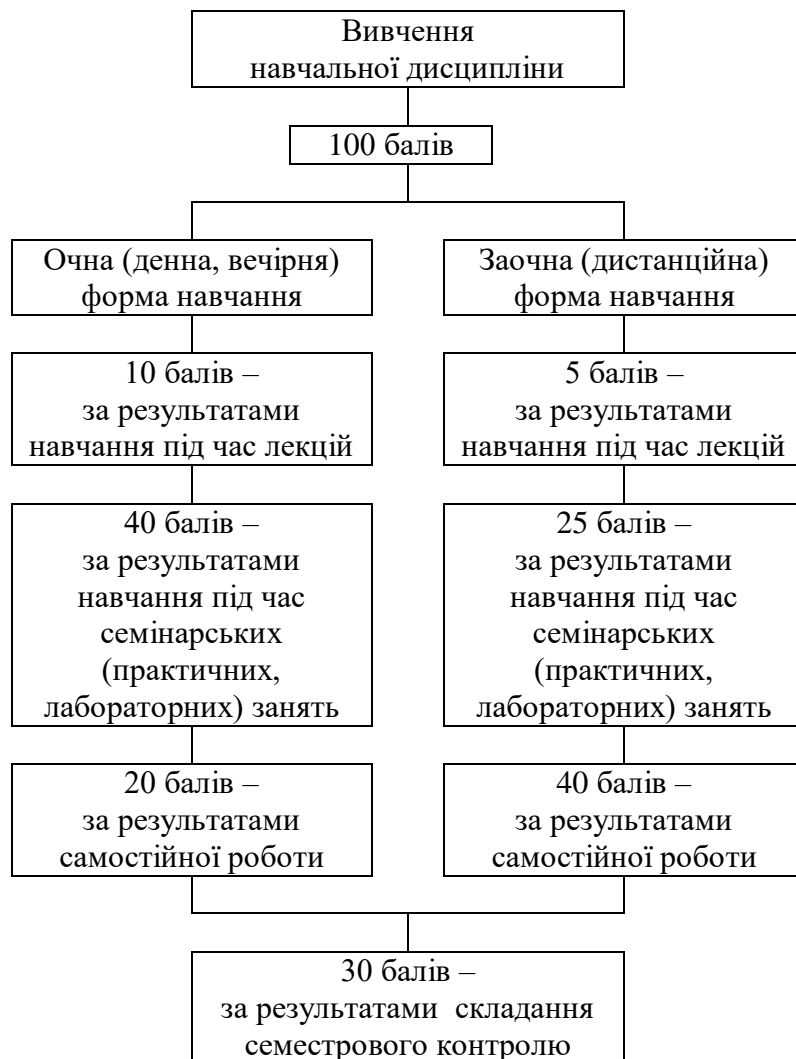 Вивчення
навчальної дисципліни
100 балів
Очна (денна, вечірня)
форма навчання
10 балів –
за результатами
навчання під час лекцій
40 балів –
за результатами
навчання під час
семінарських
(практичних,
лабораторних) занять
20 балів –
за результатами
самостійної роботи
Заочна (дистанційна)
форма навчання
5 балів –
за результатами
навчання під час лекцій
25 балів –
за результатами
навчання під час
семінарських
(практичних,
лабораторних) занять
40 балів –
за результатами
самостійної роботи
30 балів –
за результатами складання
семестрового контролю